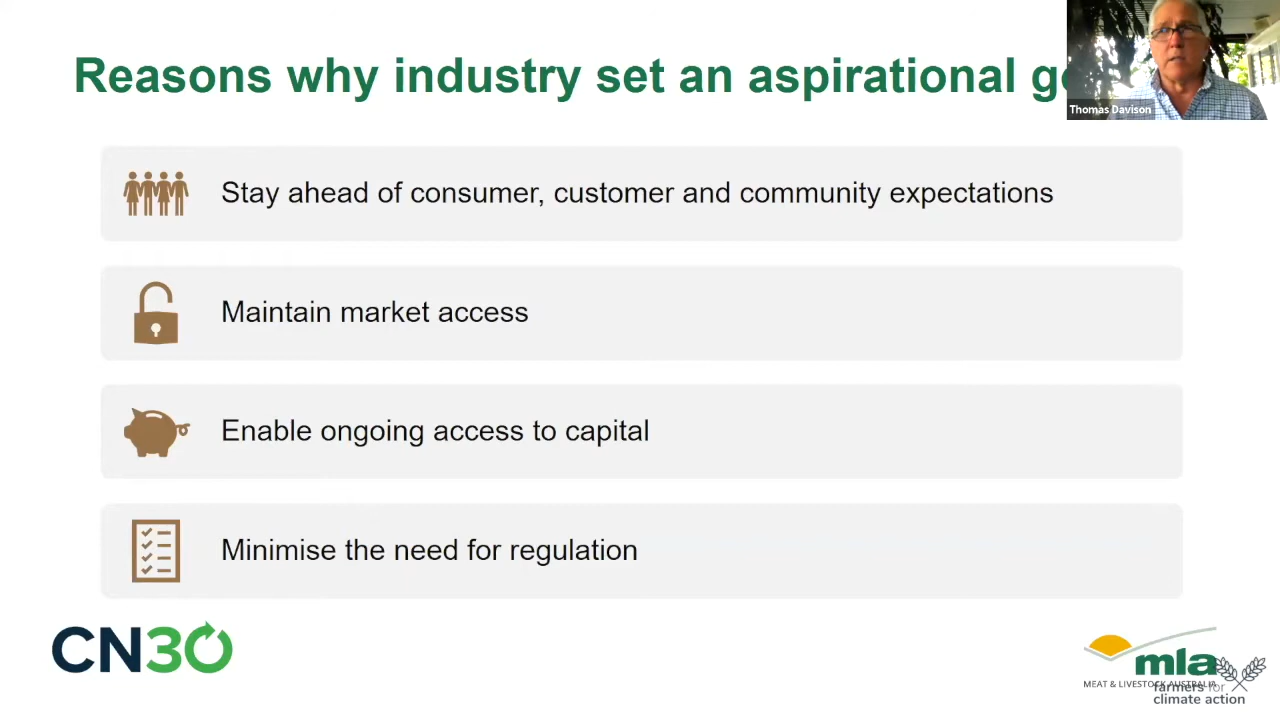 Reasons why industry set an aspirational
Thomas Davison
Stay ahead of consumer, customer and community expectations
Maintain market access
Enable ongoing access to capital
Minimise the need for regulation
CN30
mla
MEAT & LIVESTOCK AUSTRALIA
farmers for
climate action